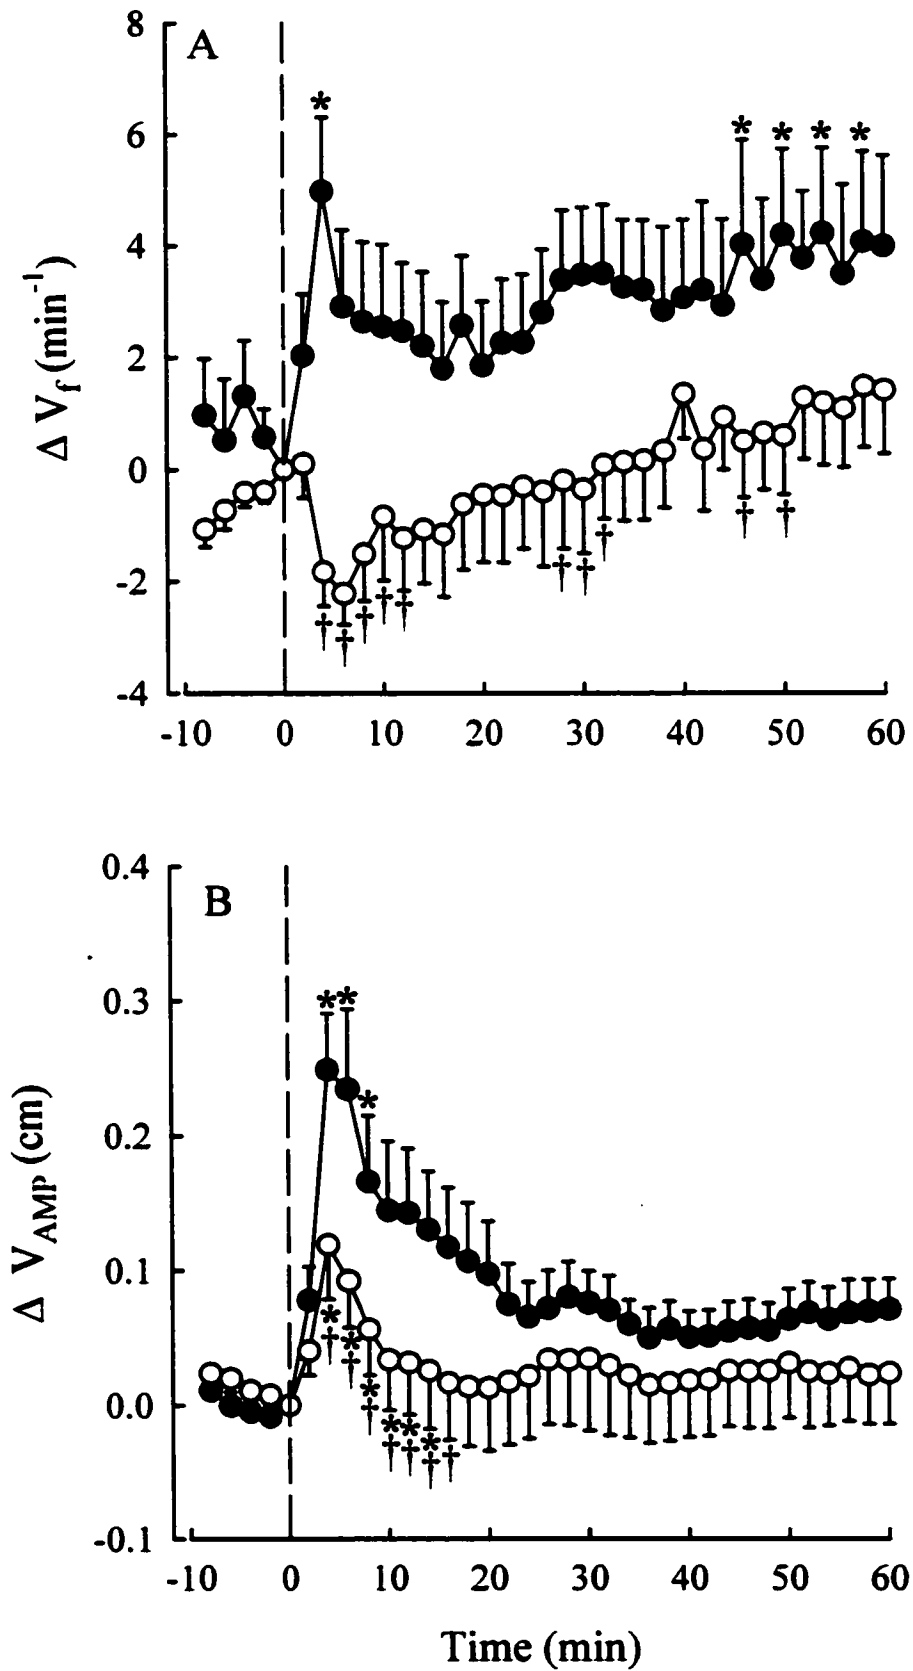 A
8
6
4
2
0
-2
-4
Δ V_f (min⁻¹)
* * * * *
† † † † † † † † † †
-10 0 10 20 30 40 50 60
B
0.4
0.3
0.2
0.1
0.0
-0.1
Δ V_AMP (cm)
* * *
* * * * * *
† † † † † † †
-10 0 10 20 30 40 50 60
Time (min)